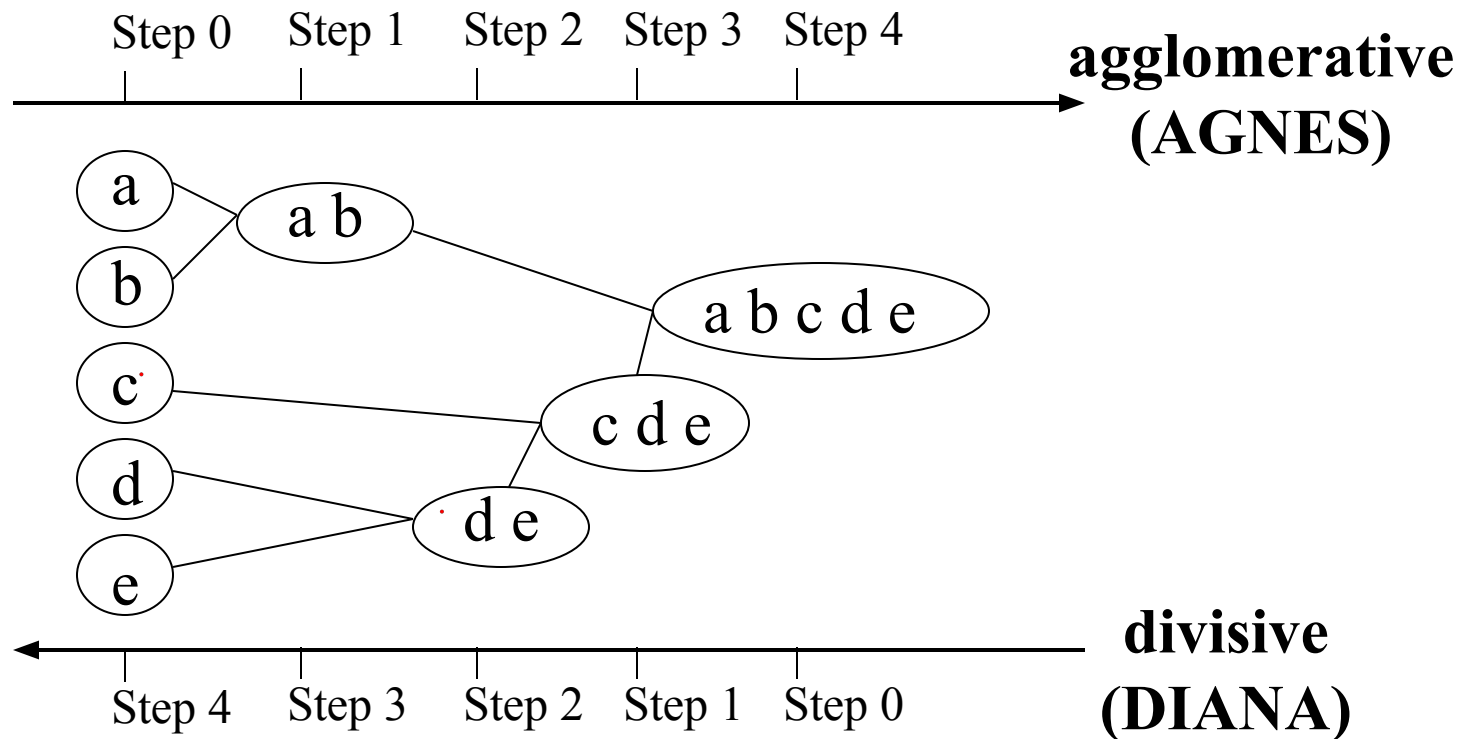 Step 0 Step 1 Step 2 Step 3 Step 4
agglomerative
(AGNES)
a
a b
b
a b c d e
c
c d e
d
d e
e
divisive
(DIANA)
Step 4 Step 3 Step 2 Step 1 Step 0